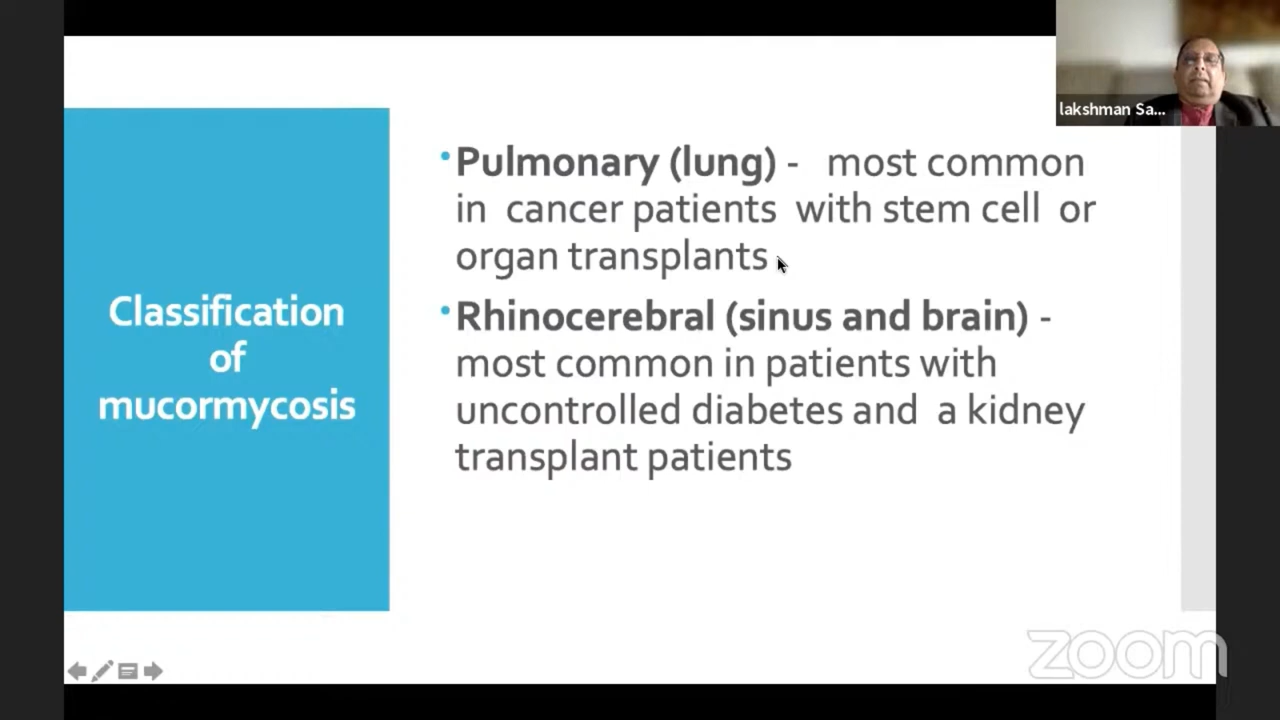 lakshman Sa...
Classification
of
mucormycosis
•Pulmonary (lung) - most common
in cancer patients with stem cell or
organ transplants
•Rhinocerebral (sinus and brain) -
most common in patients with
uncontrolled diabetes and a kidney
transplant patients
zoom